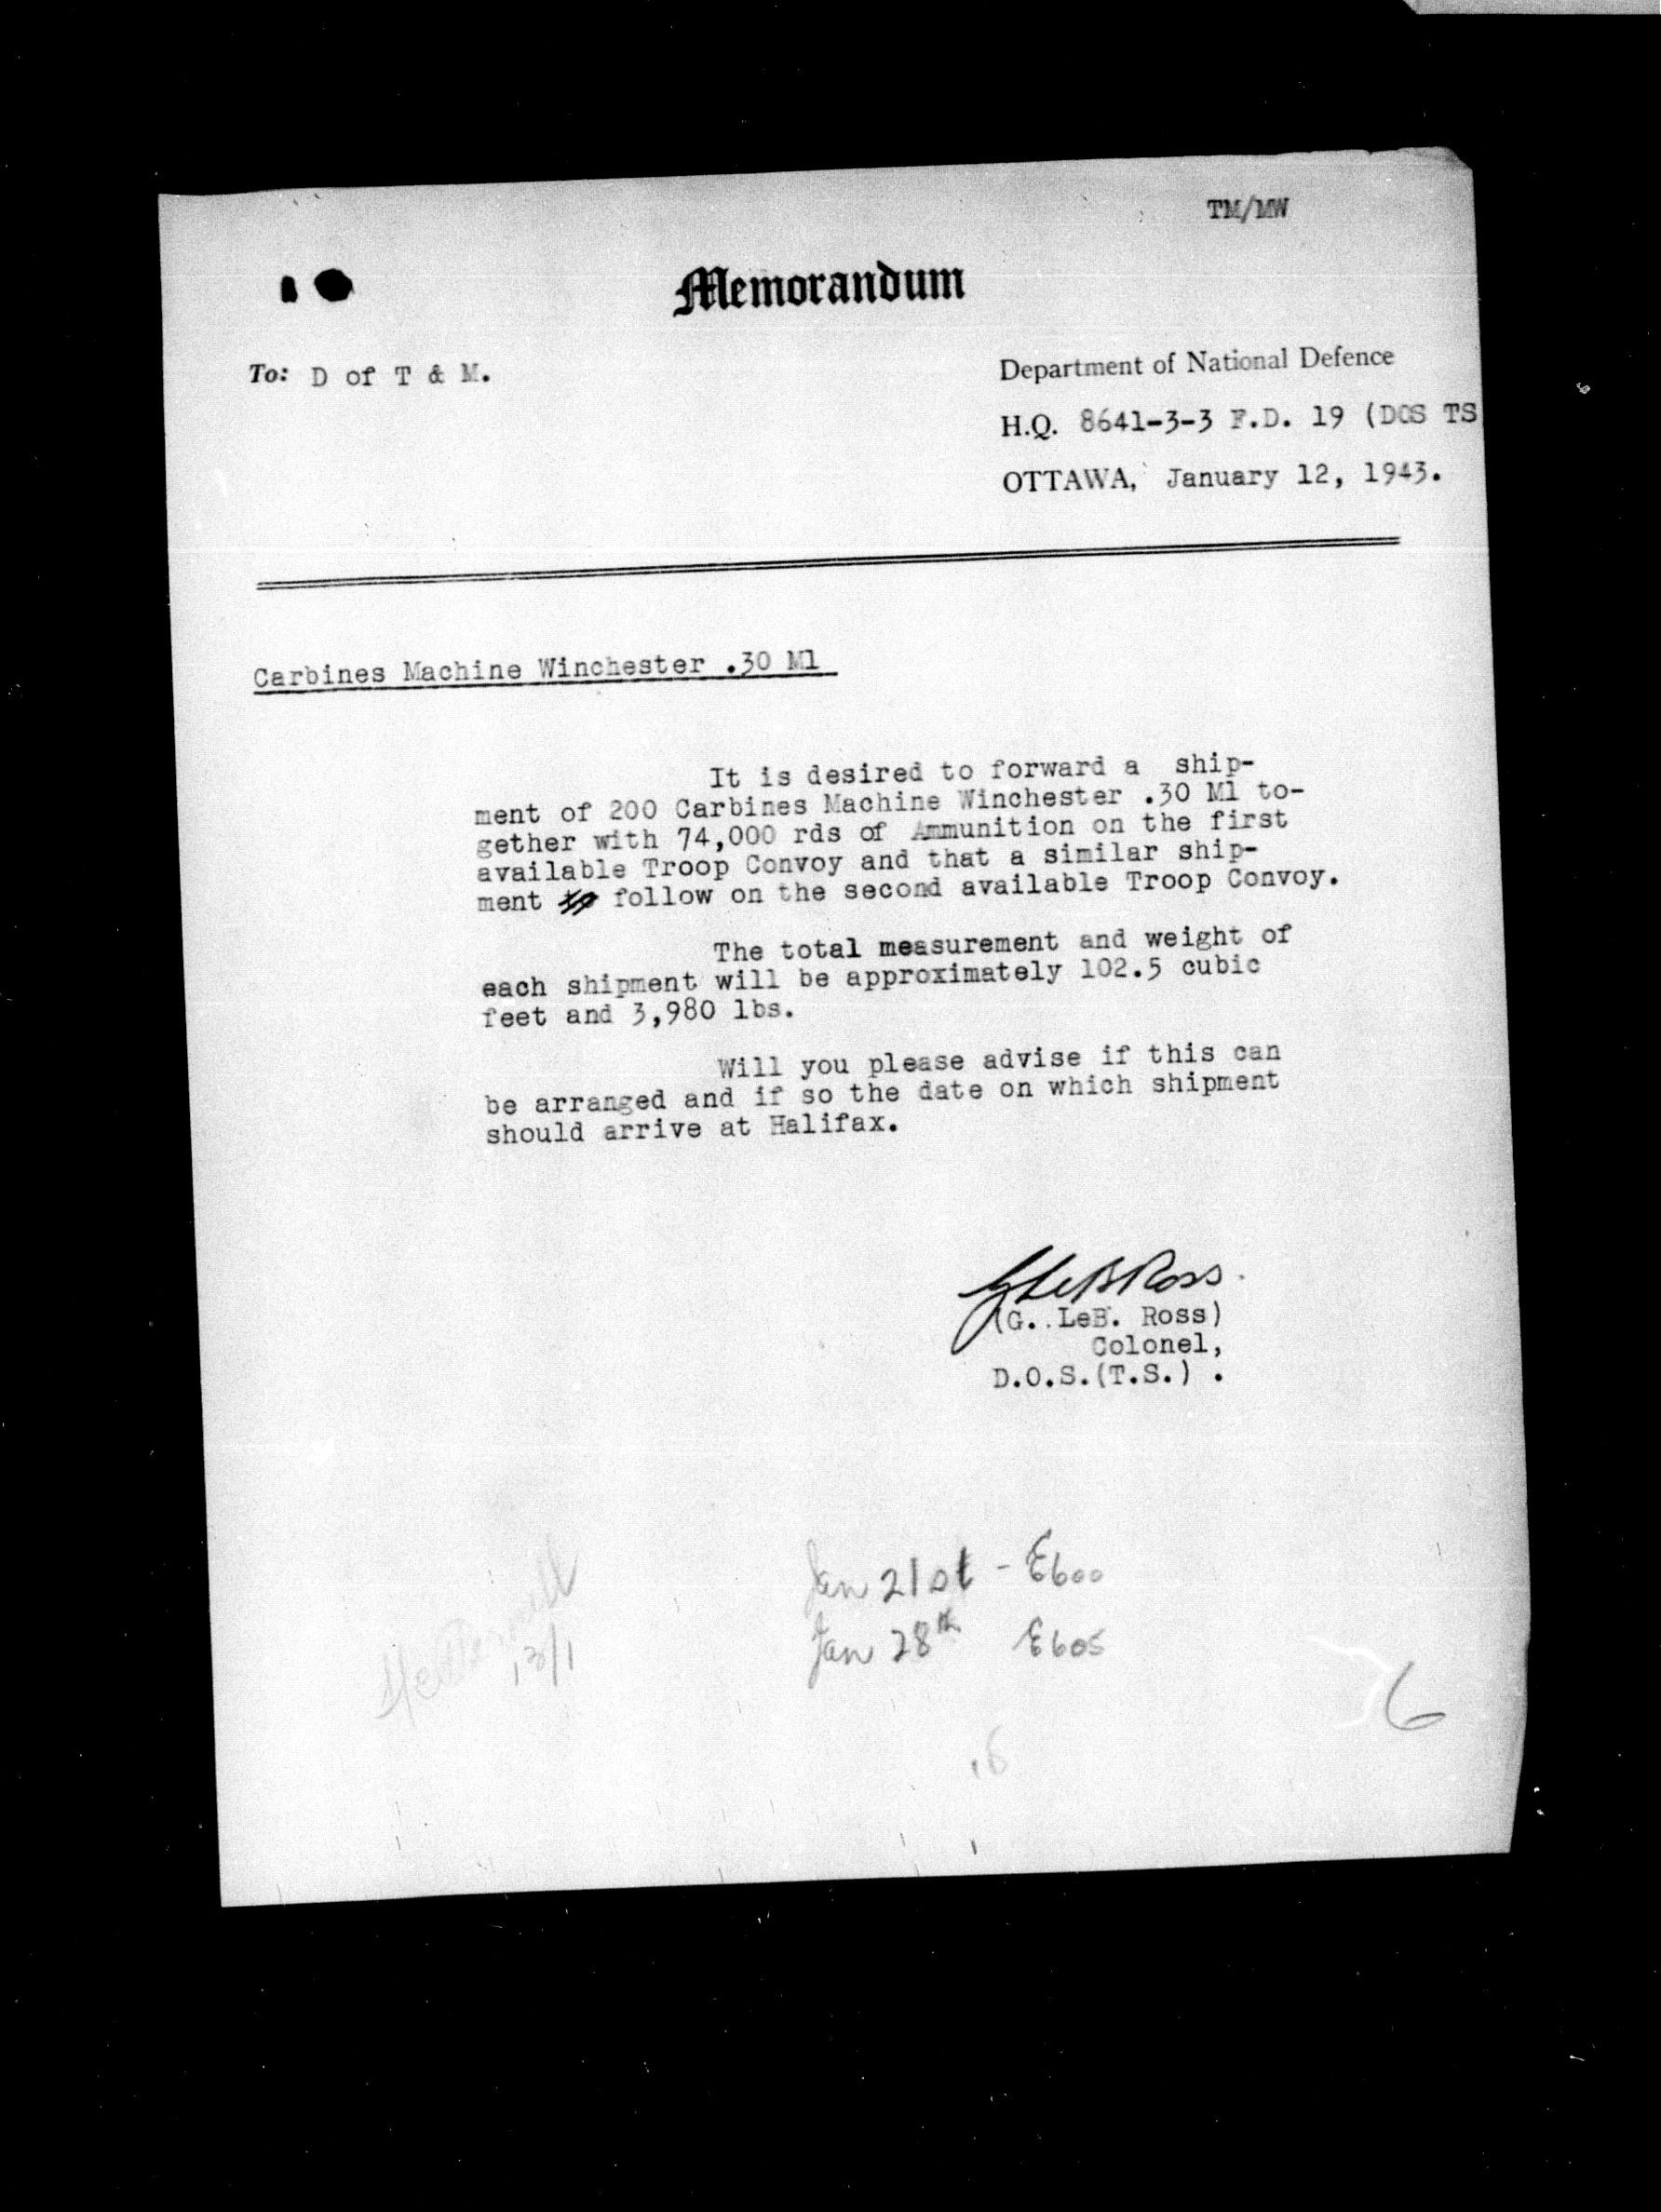 TM/MW
Memorandum
To: D of T & M.
Department of National Defence
H.Q. 8641-3-3 F.D. 19 (DOS TS
OTTAWA, January 12, 1943.
Carbines Machine Winchester .30 M1
It is desired to forward a ship-
ment of 200 Carbines Machine Winchester .30 M1 to-
gether with 74,000 rds of Ammunition on the first
available Troop Convoy and that a similar ship-
ment follow on the second available Troop Convoy.
The total measurement and weight of
each shipment will be approximately 102.5 cubic
feet and 3,980 lbs.
Will you please advise if this can
be arranged and if so the date on which shipment
should arrive at Halifax.
GLeBRoss.
(G. LeB. Ross)
Colonel,
D.O.S.(T.S.) .
Jan 21st - E600
Jan 28th E605
13/1
6